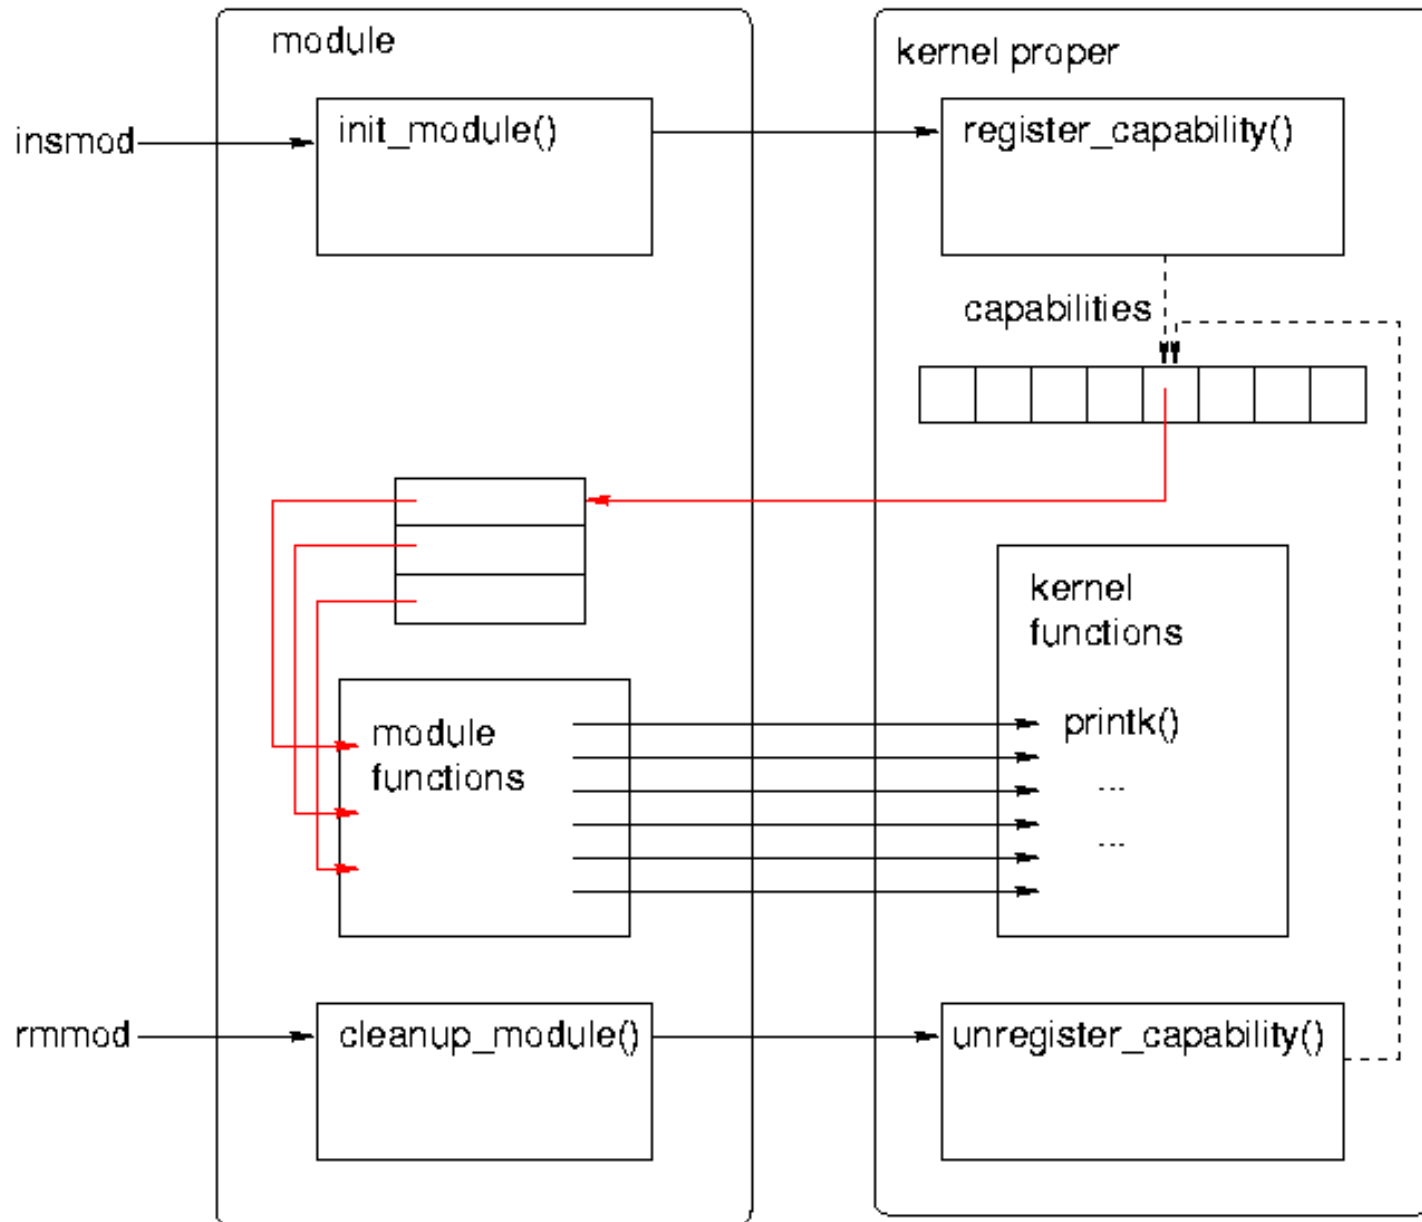 module
kernel proper
insmod
init_module()
register_capability()
capabilities
kernel
functions
printk()
...
...
module
functions
rmmod
cleanup_module()
unregister_capability()